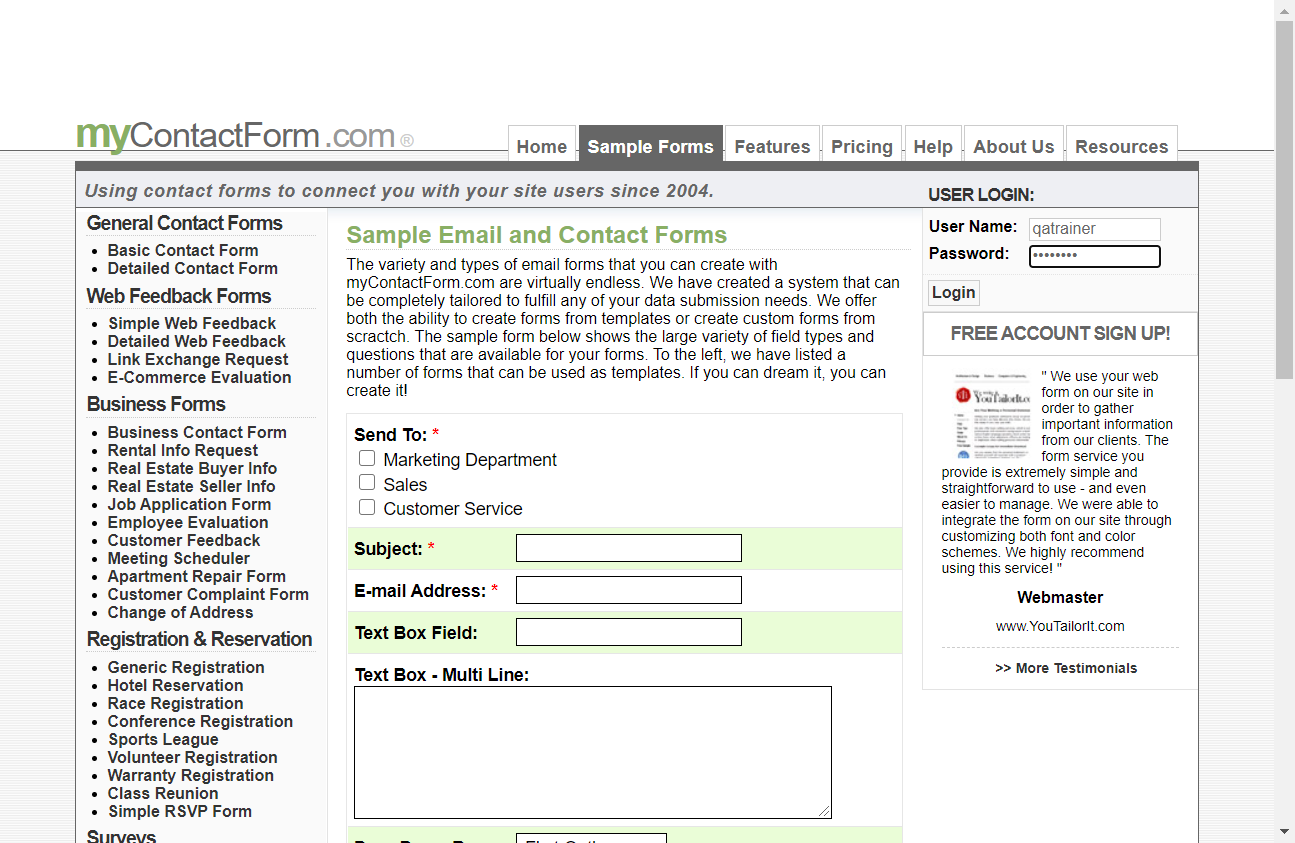 myContactForm.com®
Home
Sample Forms
Features
Pricing
Help
About Us
Resources
Using contact forms to connect you with your site users since 2004.
USER LOGIN:
General Contact Forms
Basic Contact Form
Detailed Contact Form
Web Feedback Forms
Simple Web Feedback
Detailed Web Feedback
Link Exchange Request
E-Commerce Evaluation
Business Forms
Business Contact Form
Rental Info Request
Real Estate Buyer Info
Real Estate Seller Info
Job Application Form
Employee Evaluation
Customer Feedback
Meeting Scheduler
Apartment Repair Form
Customer Complaint Form
Change of Address
Registration & Reservation
Generic Registration
Hotel Reservation
Race Registration
Conference Registration
Sports League
Volunteer Registration
Warranty Registration
Class Reunion
Simple RSVP Form
Surveys
Sample Email and Contact Forms
The variety and types of email forms that you can create with
myContactForm.com are virtually endless. We have created a system that can
be completely tailored to fulfill any of your data submission needs. We offer
both the ability to create forms from templates or create custom forms from
scractch. The sample form below shows the large variety of field types and
questions that are available for your forms. To the left, we have listed a
number of forms that can be used as templates. If you can dream it, you can
create it!
Send To: *
Marketing Department
Sales
Customer Service
Subject: *
E-mail Address: *
Text Box Field:
Text Box - Multi Line:
User Name: qatrainer
Password: ••••••••
Login
FREE ACCOUNT SIGN UP!
YouTailorIt.co
" We use your web
form on our site in
order to gather
important information
from our clients. The
form service you
provide is extremely simple and
straightforward to use - and even
easier to manage. We were able to
integrate the form on our site through
customizing both font and color
schemes. We highly recommend
using this service! "
Webmaster
www.YouTailorIt.com
>> More Testimonials